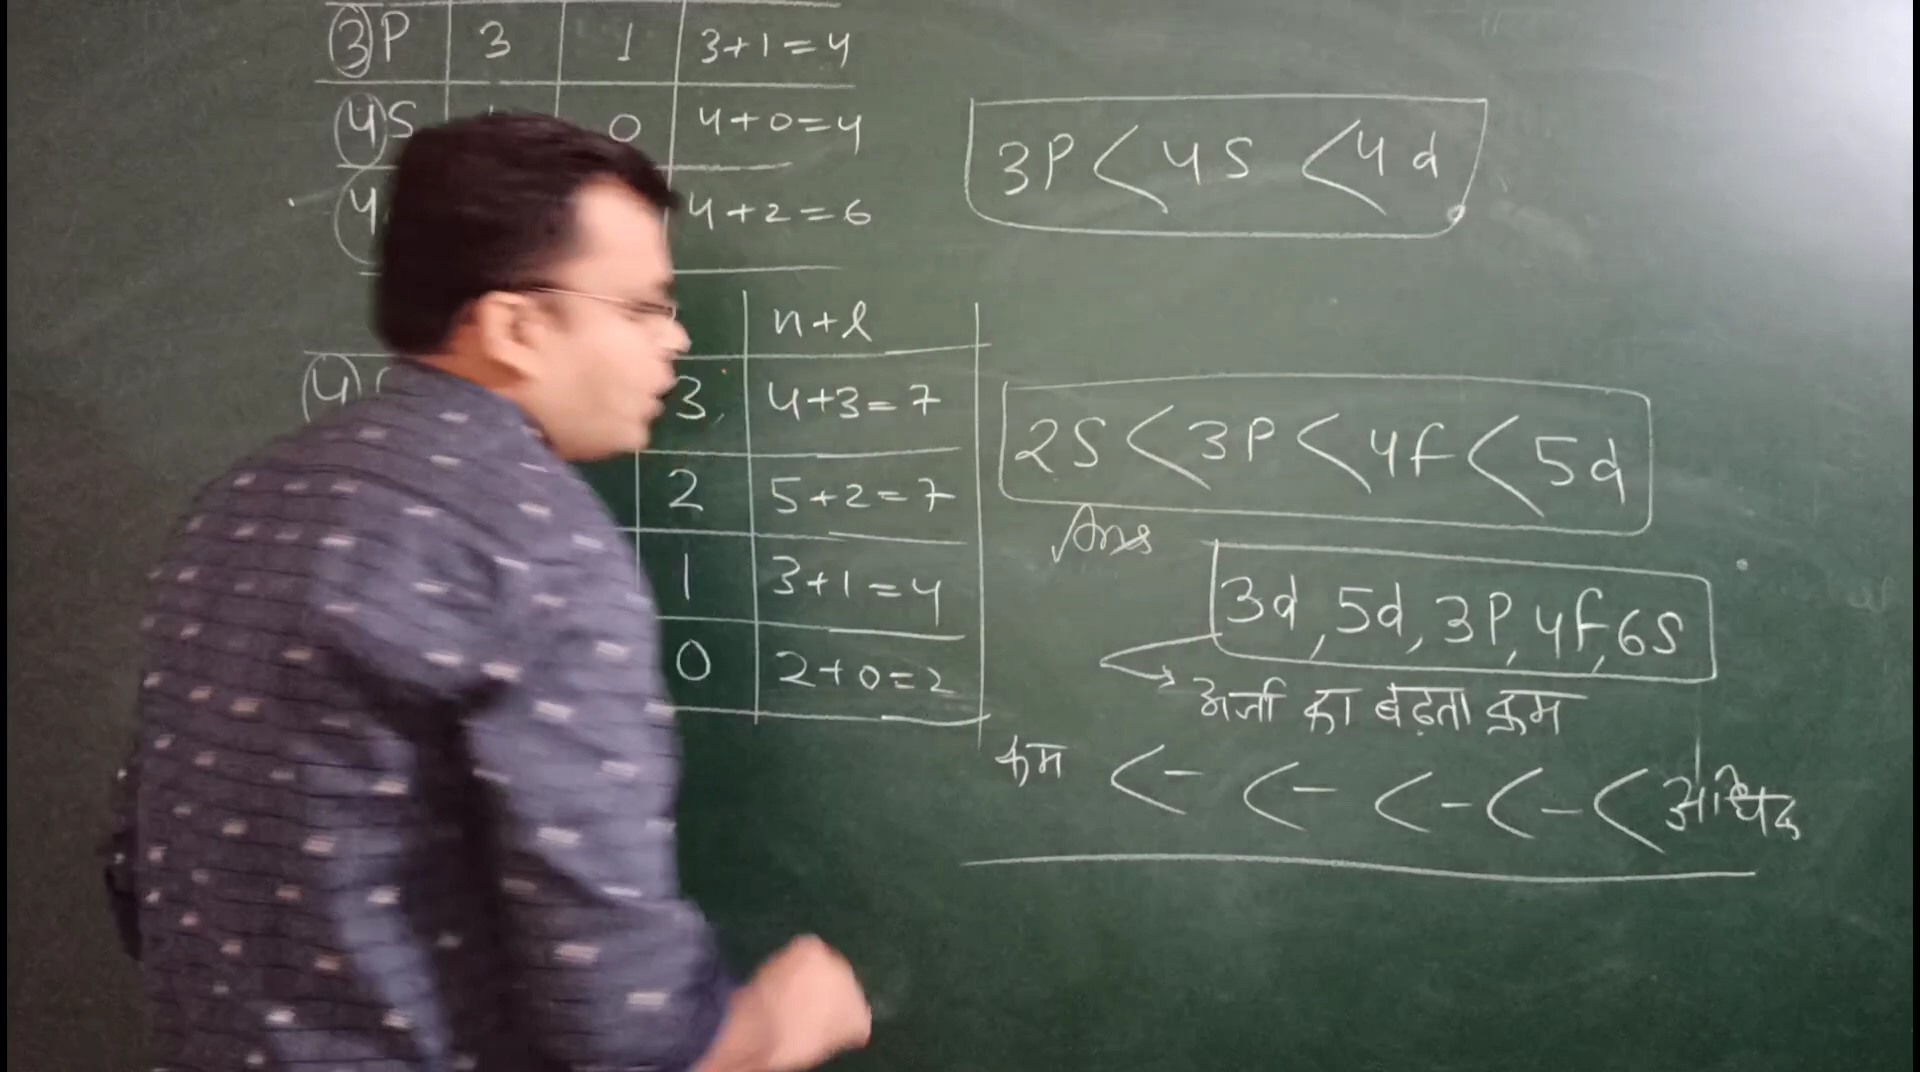 3P 3 1 3+1=4
4S 0 4+0=4
4 4+2=6
3P < 4S < 4d
n+l
4 3 4+3=7
2 5+2=7
1 3+1=4
0 2+0=2
2S < 3P < 4f < 5d
Ans
3d, 5d, 3P, 4f, 6S
का बढ़ता क्रम
कम < - < - < - < - < अधिक